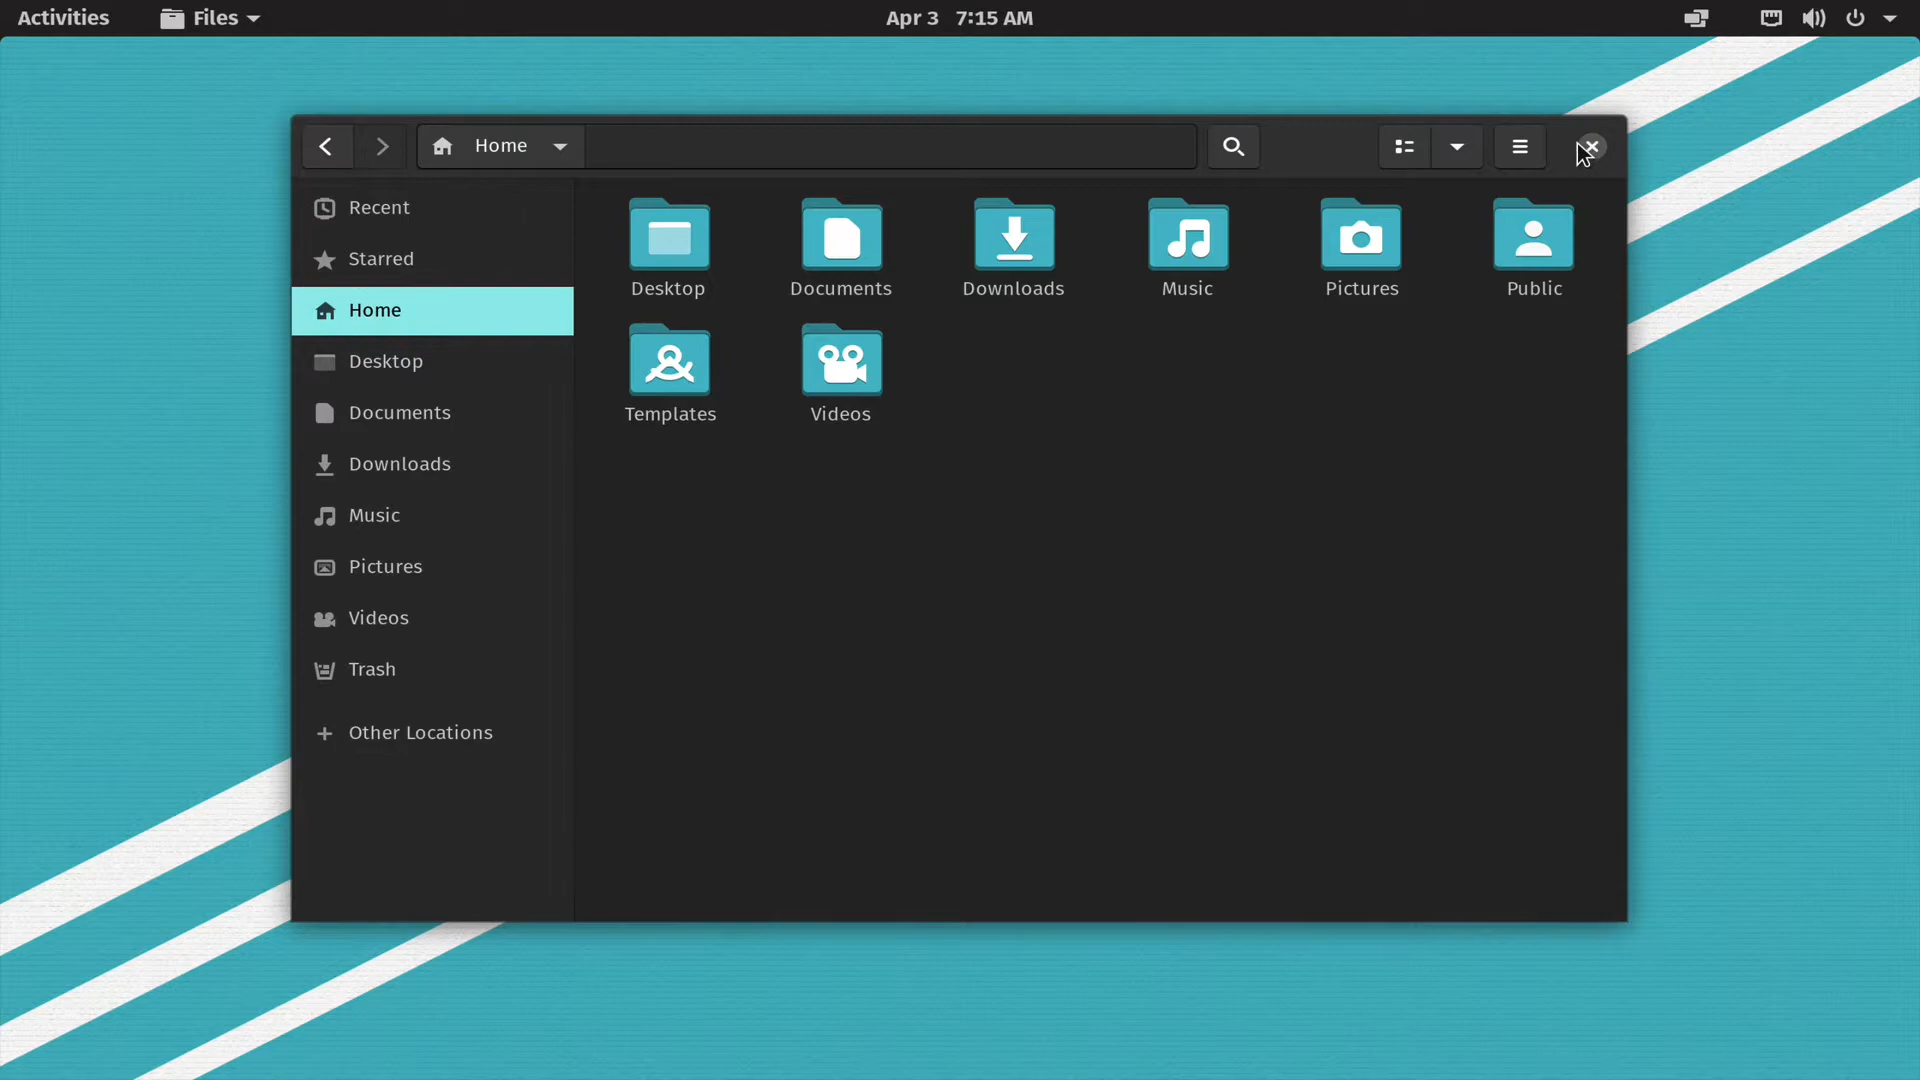 Activities Files Apr 3 7:15 AM
Home
Recent
Starred
Home
Desktop
Documents
Downloads
Music
Pictures
Videos
Trash
Other Locations
Desktop Documents Downloads Music Pictures Public
Templates Videos